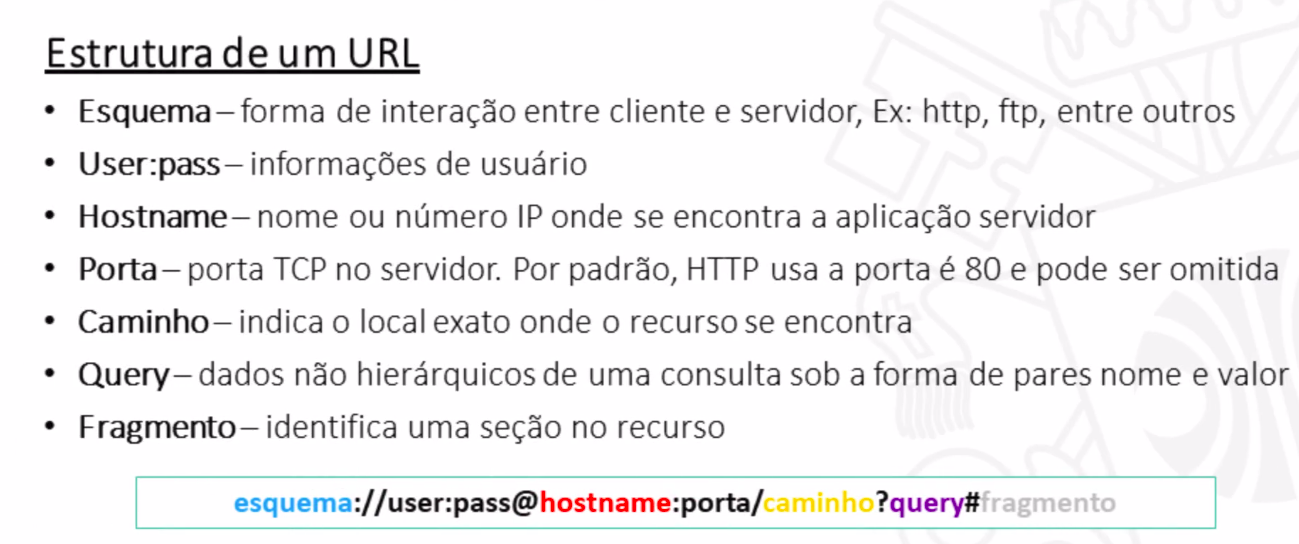 Estrutura de um URL
• Esquema – forma de interação entre cliente e servidor, Ex: http, ftp, entre outros
• User:pass – informações de usuário
• Hostname – nome ou número IP onde se encontra a aplicação servidor
• Porta – porta TCP no servidor. Por padrão, HTTP usa a porta é 80 e pode ser omitida
• Caminho – indica o local exato onde o recurso se encontra
• Query – dados não hierárquicos de uma consulta sob a forma de pares nome e valor
• Fragmento – identifica uma seção no recurso
esquema://user:pass@hostname:porta/caminho?query#fragmento